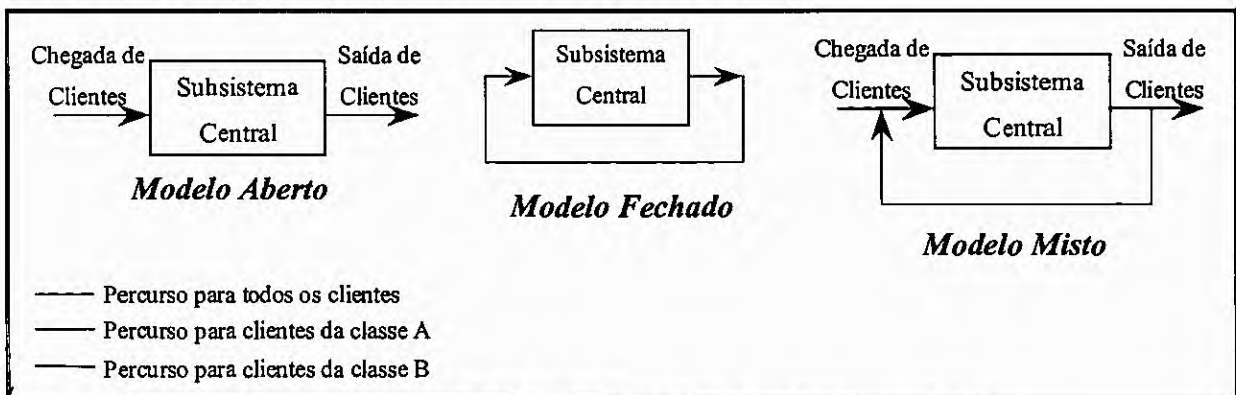 Chegada de
Clientes
Suhsistema
Central
Saída de
Clientes
Modelo Aberto
Subsistema
Central
Modelo Fechado
Chegada de
Clientes
Subsistema
Central
Saída de
Clientes
Modelo Misto
Percurso para todos os clientes
Percurso para clientes da classe A
Percurso para clientes da classe B